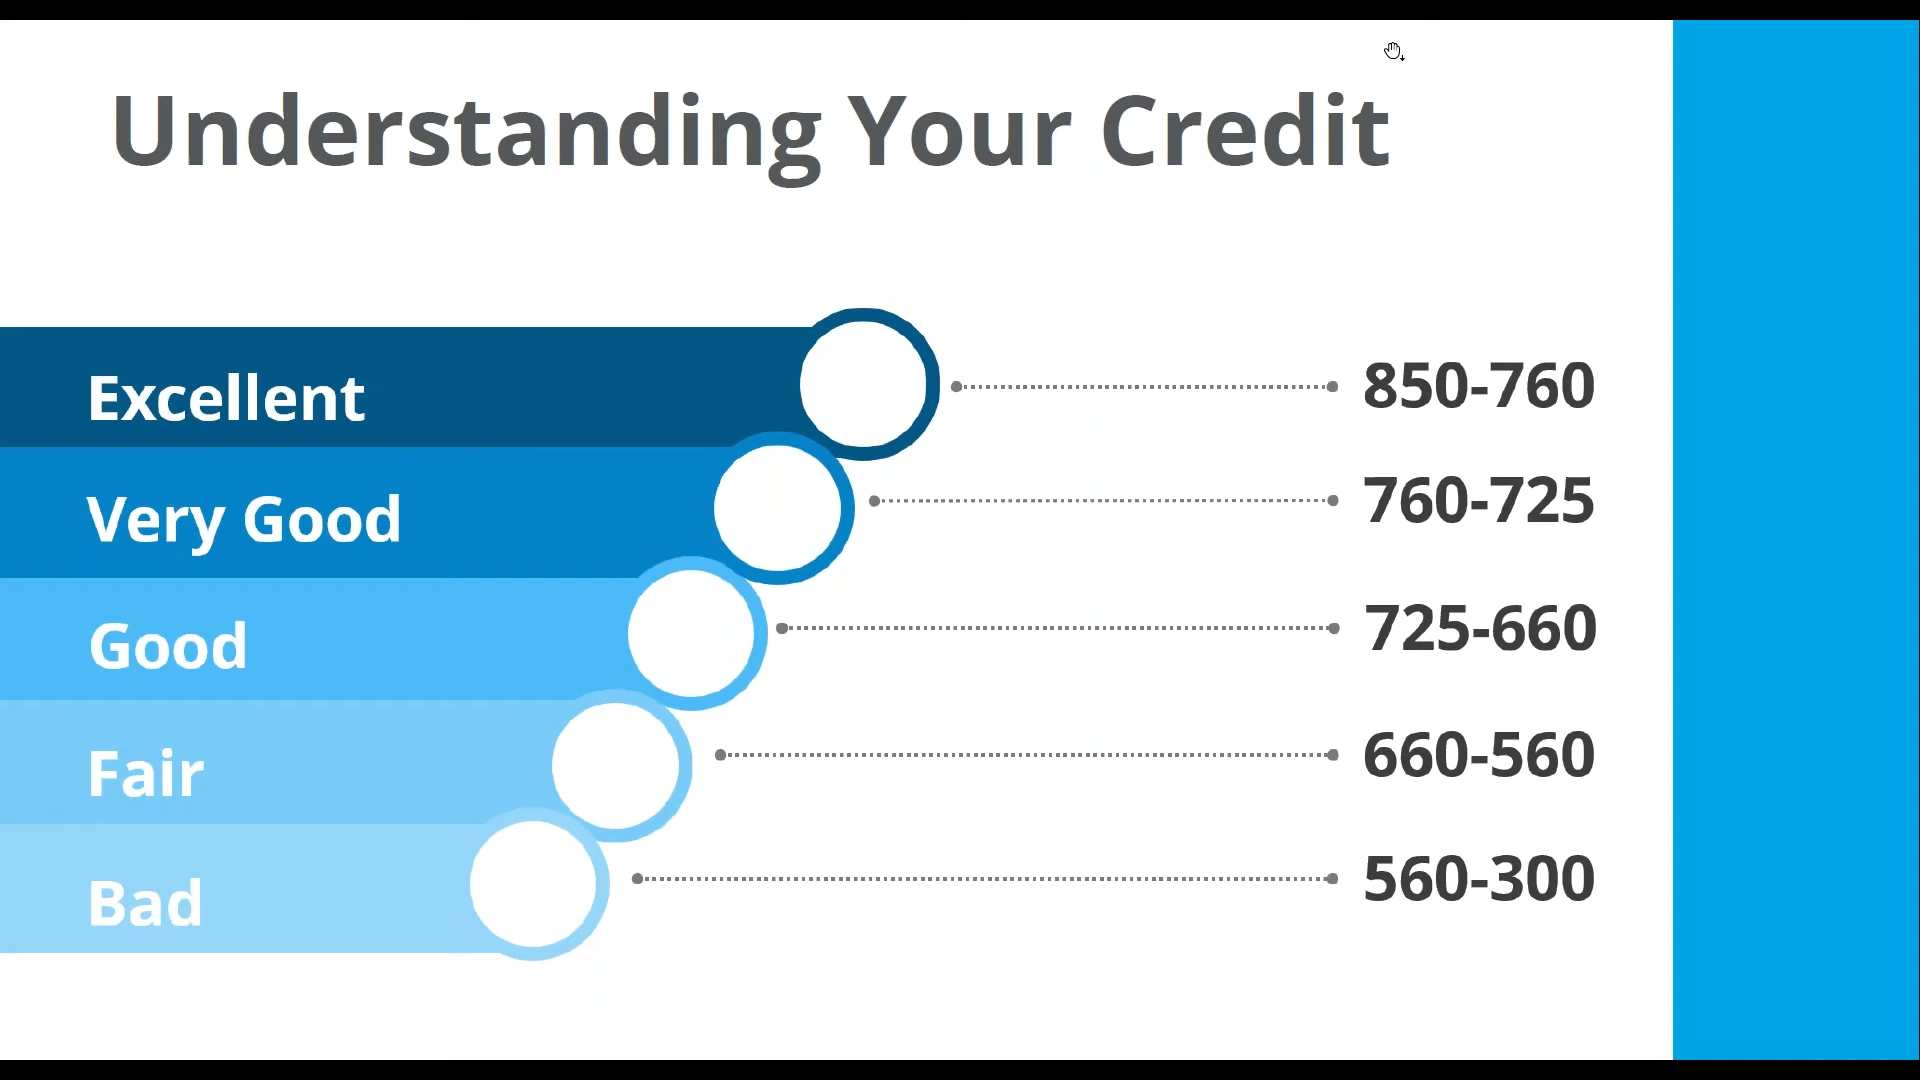 Understanding Your Credit
Excellent 850-760
Very Good 760-725
Good 725-660
Fair 660-560
Bad 560-300